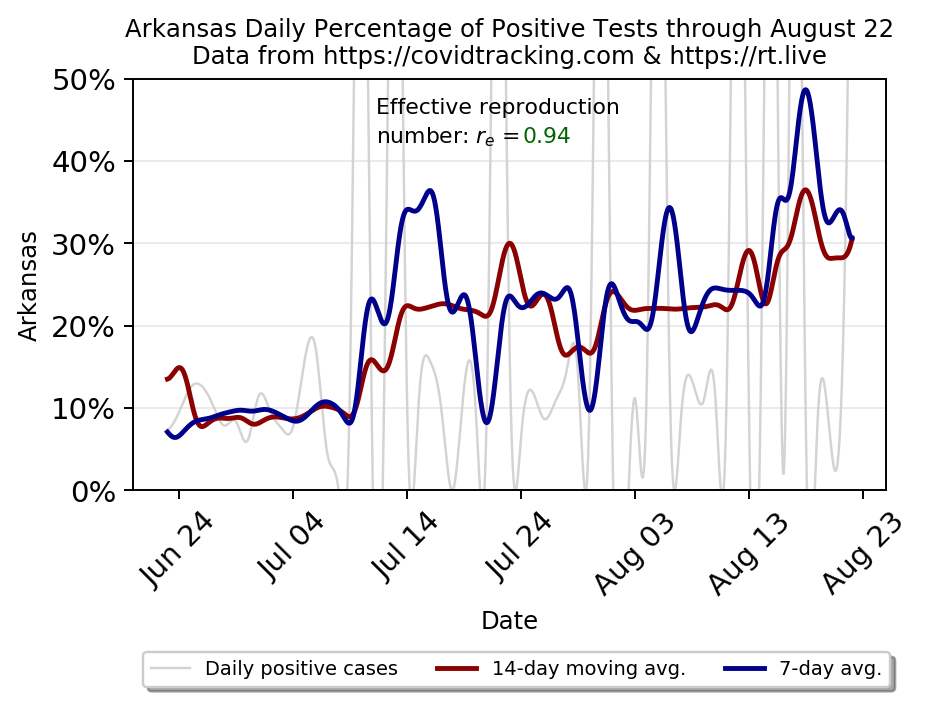 Arkansas Daily Percentage of Positive Tests through August 22
Data from https://covidtracking.com & https://rt.live
50%
40%
30%
20%
10%
0%
Arkansas
Effective reproduction
number: rₑ =0.94
Jun 24
Jul 04
Jul 14
Jul 24
Aug 03
Aug 13
Aug 23
Date
Daily positive cases
14-day moving avg.
7-day avg.